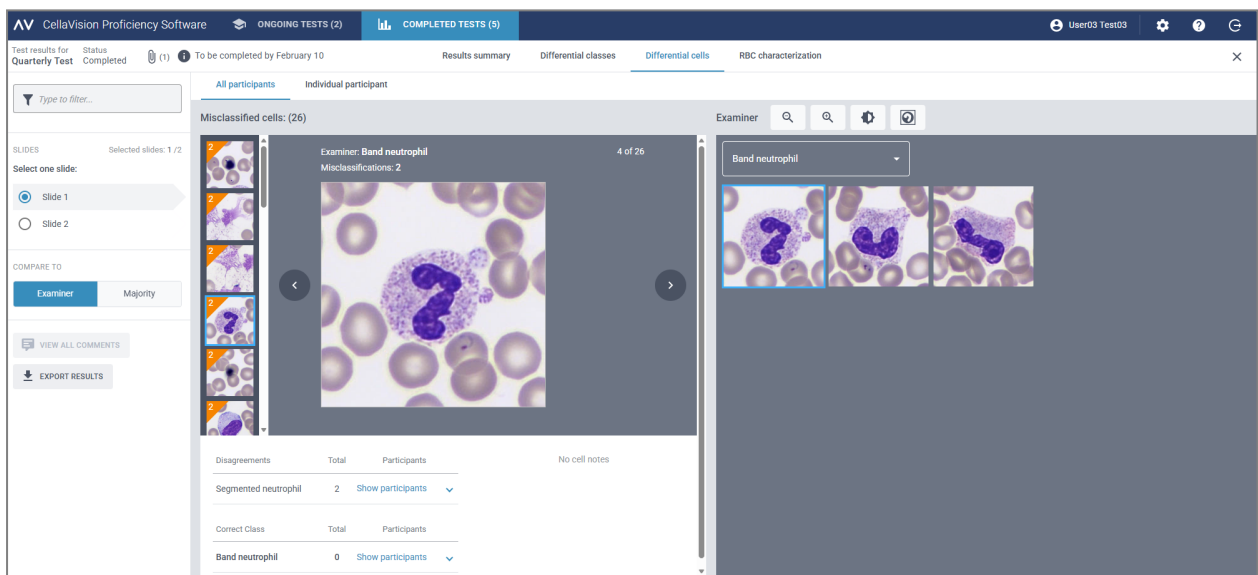 CellaVision Proficiency Software
ONGOING TESTS (2)
COMPLETED TESTS (5)
User03 Test03
Test results for
Quarterly Test
Status
Completed
(1)
To be completed by February 10
Results summary
Differential classes
Differential cells
RBC characterization
Type to filter...
SLIDES
Selected slides: 1 /2
Select one slide:
Slide 1
Slide 2
COMPARE TO
Examiner
Majority
VIEW ALL COMMENTS
EXPORT RESULTS
All participants
Individual participant
Misclassified cells: (26)
2
2
2
2
2
2
Examiner: Band neutrophil
4 of 26
Misclassifications: 2
Disagreements Total Participants
Segmented neutrophil 2 Show participants
Correct Class Total Participants
Band neutrophil 0 Show participants
No cell notes
Examiner
Band neutrophil